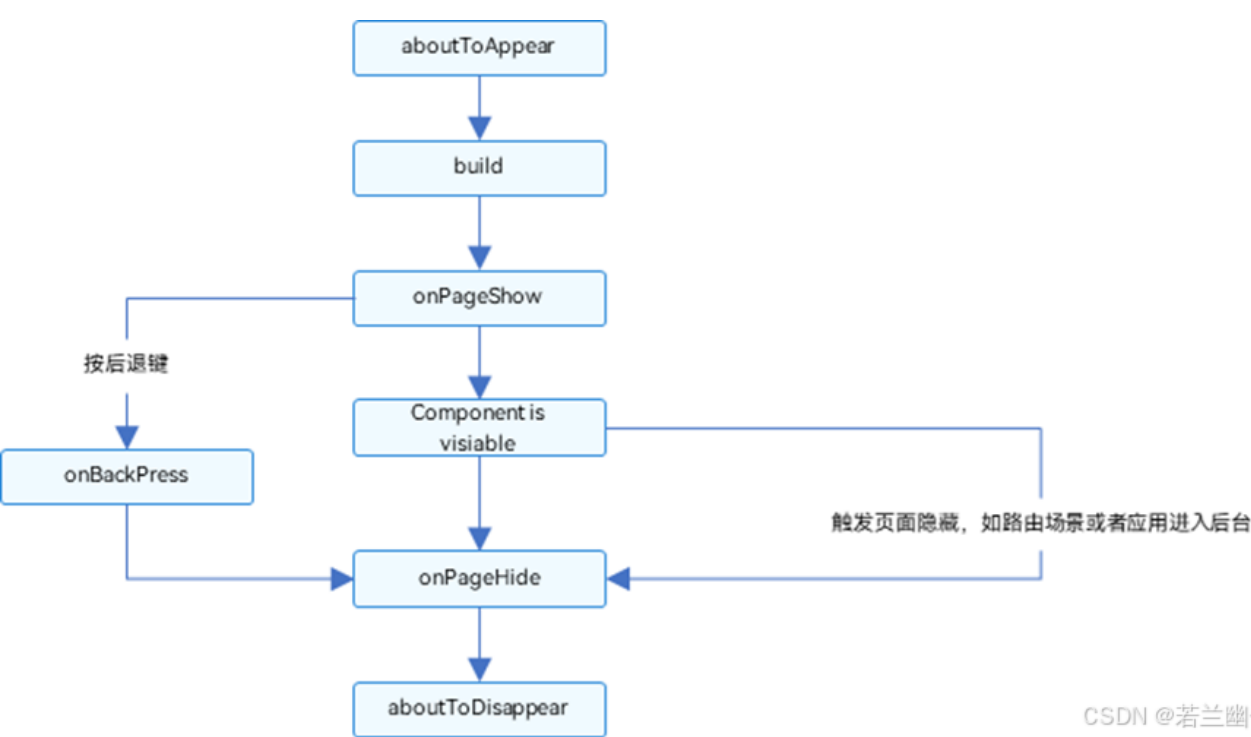 aboutToAppear
build
onPageShow
按后退键
Component is
visiable
onBackPress
触发页面隐藏，如路由场景或者应用进入后台
onPageHide
aboutToDisappear
CSDN @若兰幽